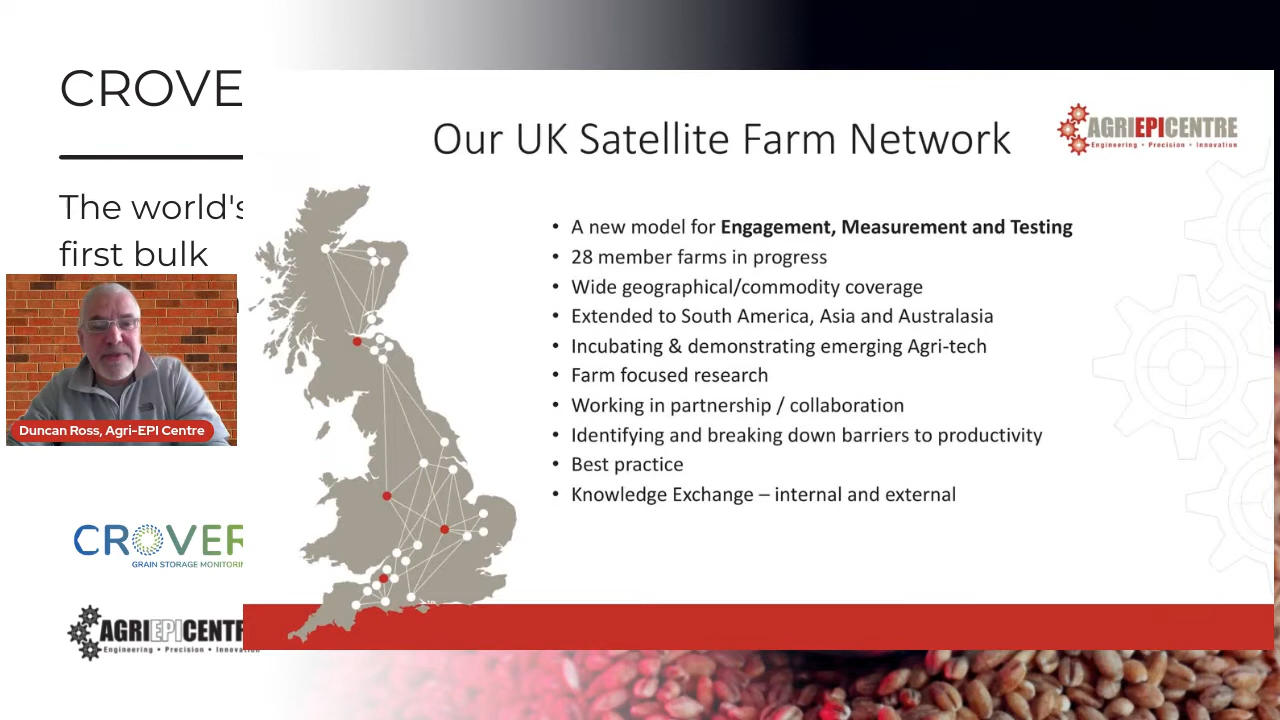 CROVE
The world's
first bulk
Duncan Ross, Agri-EPI Centre
CROVER
GRAIN STORAGE MONITORIN
AGRIEPICENTR
Engineering • Precision • Innovation
Our UK Satellite Farm Network
AGRIEPICENTRE
Engineering • Precision • Innovation
• A new model for Engagement, Measurement and Testing
• 28 member farms in progress
• Wide geographical/commodity coverage
• Extended to South America, Asia and Australasia
• Incubating & demonstrating emerging Agri-tech
• Farm focused research
• Working in partnership / collaboration
• Identifying and breaking down barriers to productivity
• Best practice
• Knowledge Exchange – internal and external